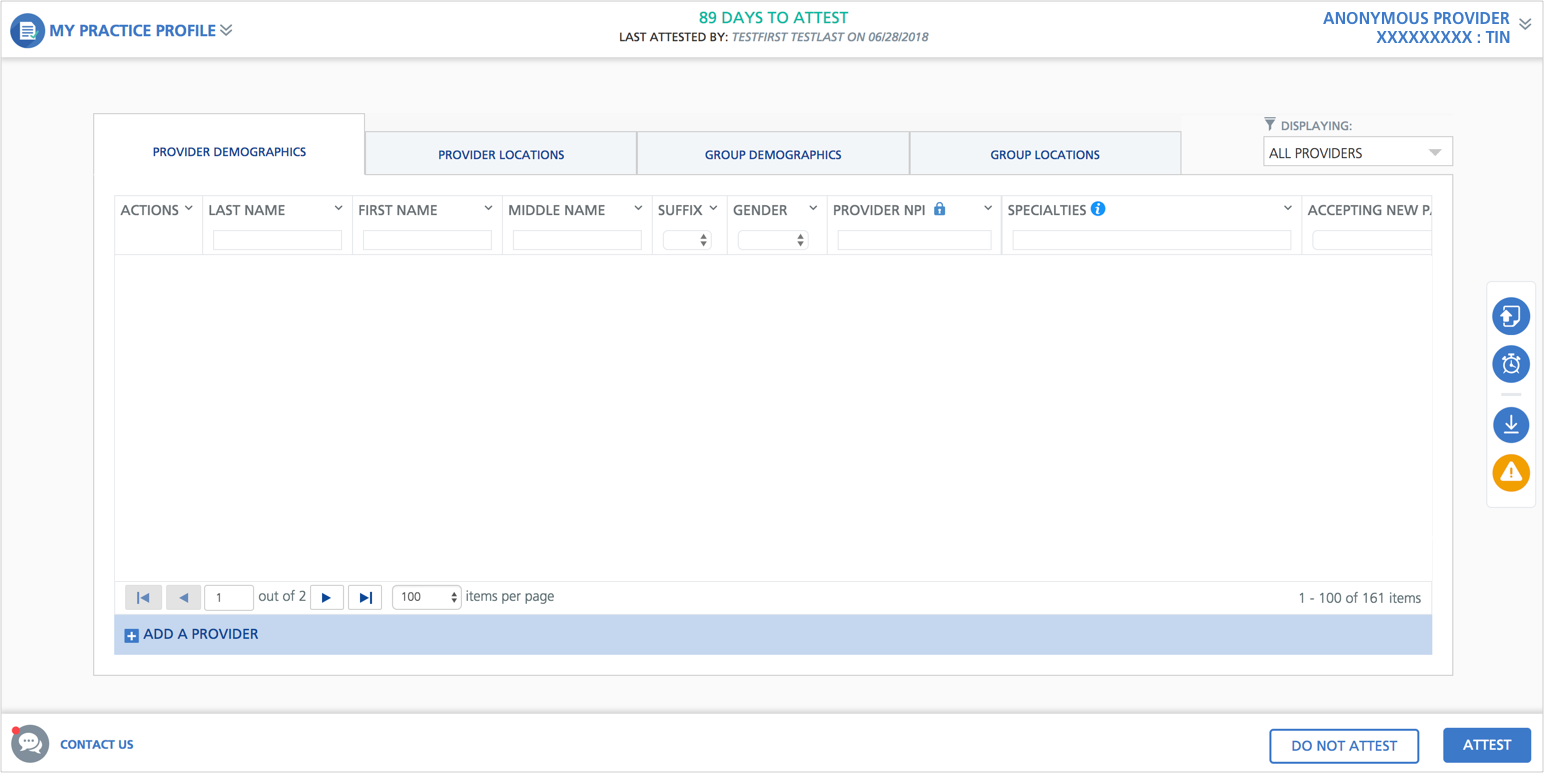 MY PRACTICE PROFILE
89 DAYS TO ATTEST
LAST ATTESTED BY: TESTFIRST TESTLAST ON 06/28/2018
ANONYMOUS PROVIDER
XXXXXXXXX : TIN
PROVIDER DEMOGRAPHICS
PROVIDER LOCATIONS
GROUP DEMOGRAPHICS
GROUP LOCATIONS
DISPLAYING:
ALL PROVIDERS
ACTIONS LAST NAME FIRST NAME MIDDLE NAME SUFFIX GENDER PROVIDER NPI SPECIALTIES ACCEPTING NEW PA
1 out of 2 100 items per page 1 - 100 of 161 items
ADD A PROVIDER
CONTACT US
DO NOT ATTEST
ATTEST